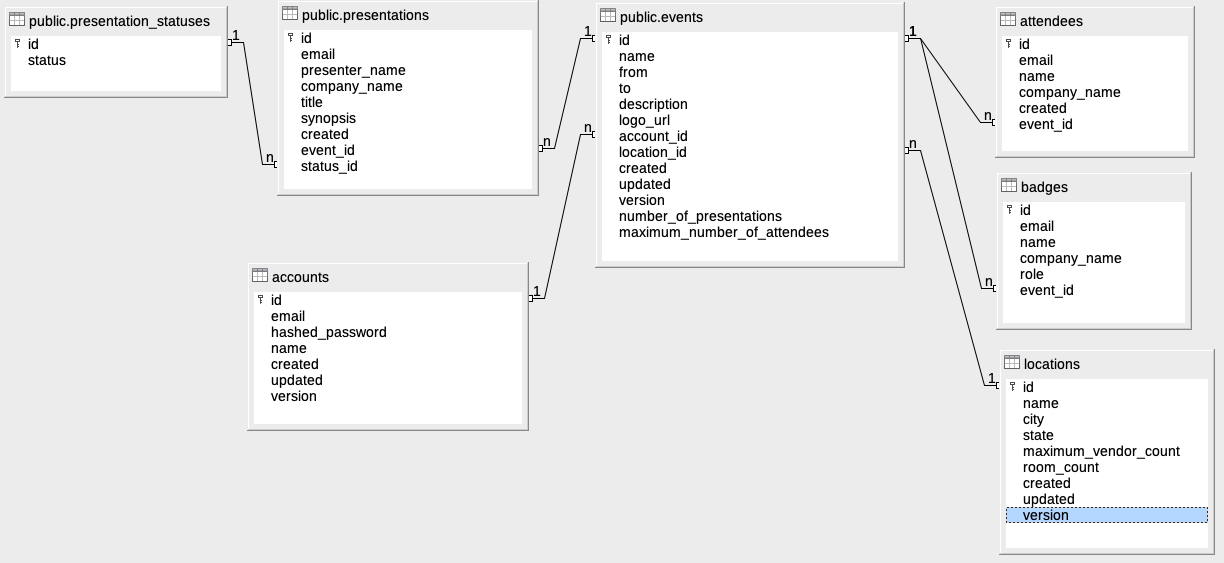 public.presentation_statuses
id
status
1
n
public.presentations
id
email
presenter_name
company_name
title
synopsis
created
event_id
status_id
n
1
public.events
id
name
from
to
description
logo_url
account_id
location_id
created
updated
version
number_of_presentations
maximum_number_of_attendees
n
1
n
1
n
n
1
attendees
id
email
name
company_name
created
event_id
badges
id
email
name
company_name
role
event_id
accounts
id
email
hashed_password
name
created
updated
version
locations
id
name
city
state
maximum_vendor_count
room_count
created
updated
version